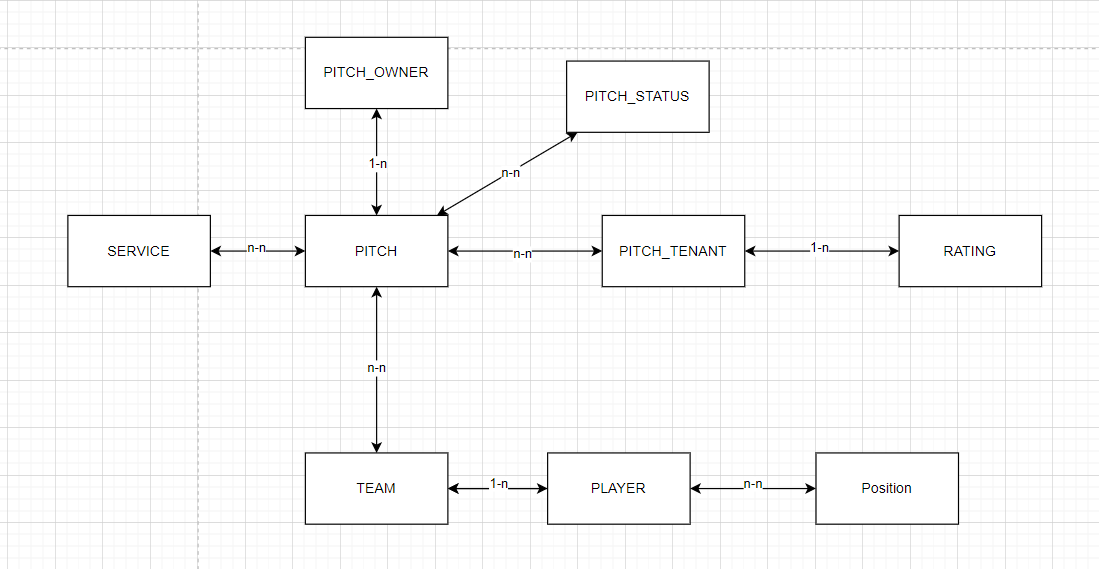 PITCH_OWNER
PITCH_STATUS
1-n
n-n
SERVICE
n-n
PITCH
n-n
PITCH_TENANT
1-n
RATING
n-n
TEAM
1-n
PLAYER
n-n
Position